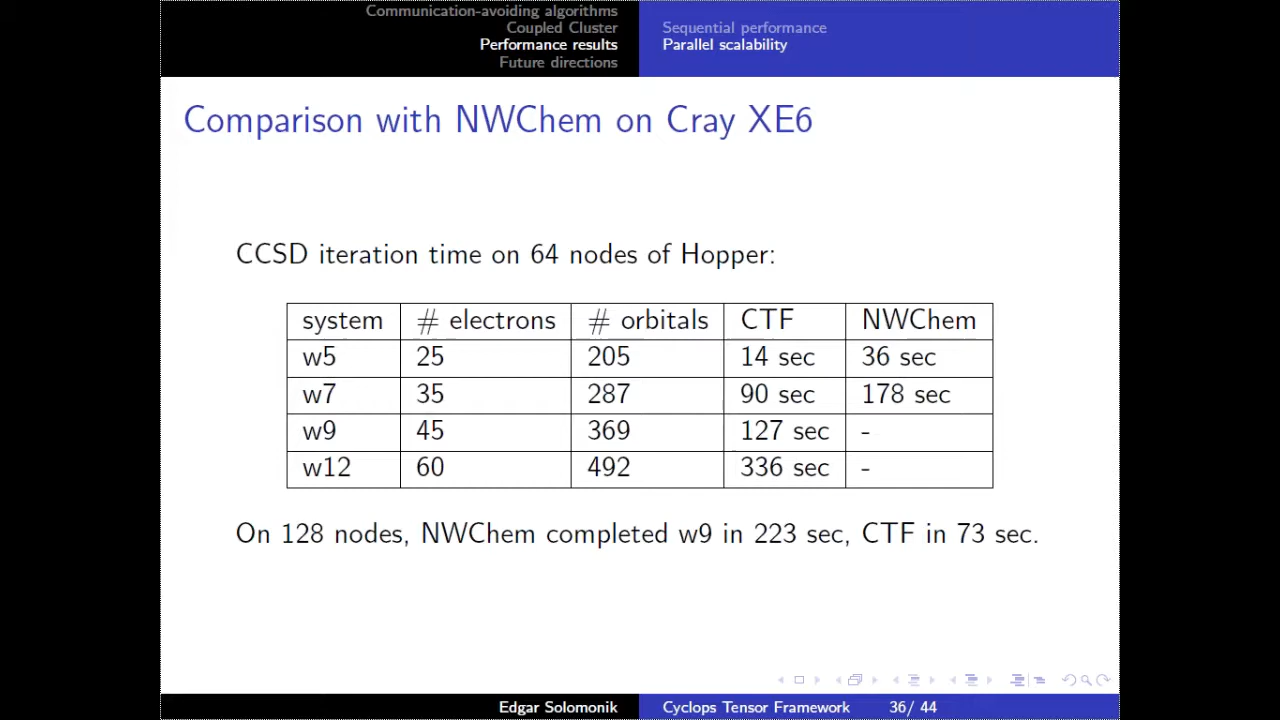 Communication-avoiding algorithms
Coupled Cluster
Performance results
Future directions
Sequential performance
Parallel scalability
Comparison with NWChem on Cray XE6
CCSD iteration time on 64 nodes of Hopper:
system # electrons # orbitals CTF NWChem
w5 25 205 14 sec 36 sec
w7 35 287 90 sec 178 sec
w9 45 369 127 sec -
w12 60 492 336 sec -
On 128 nodes, NWChem completed w9 in 223 sec, CTF in 73 sec.
Edgar Solomonik Cyclops Tensor Framework 36/ 44